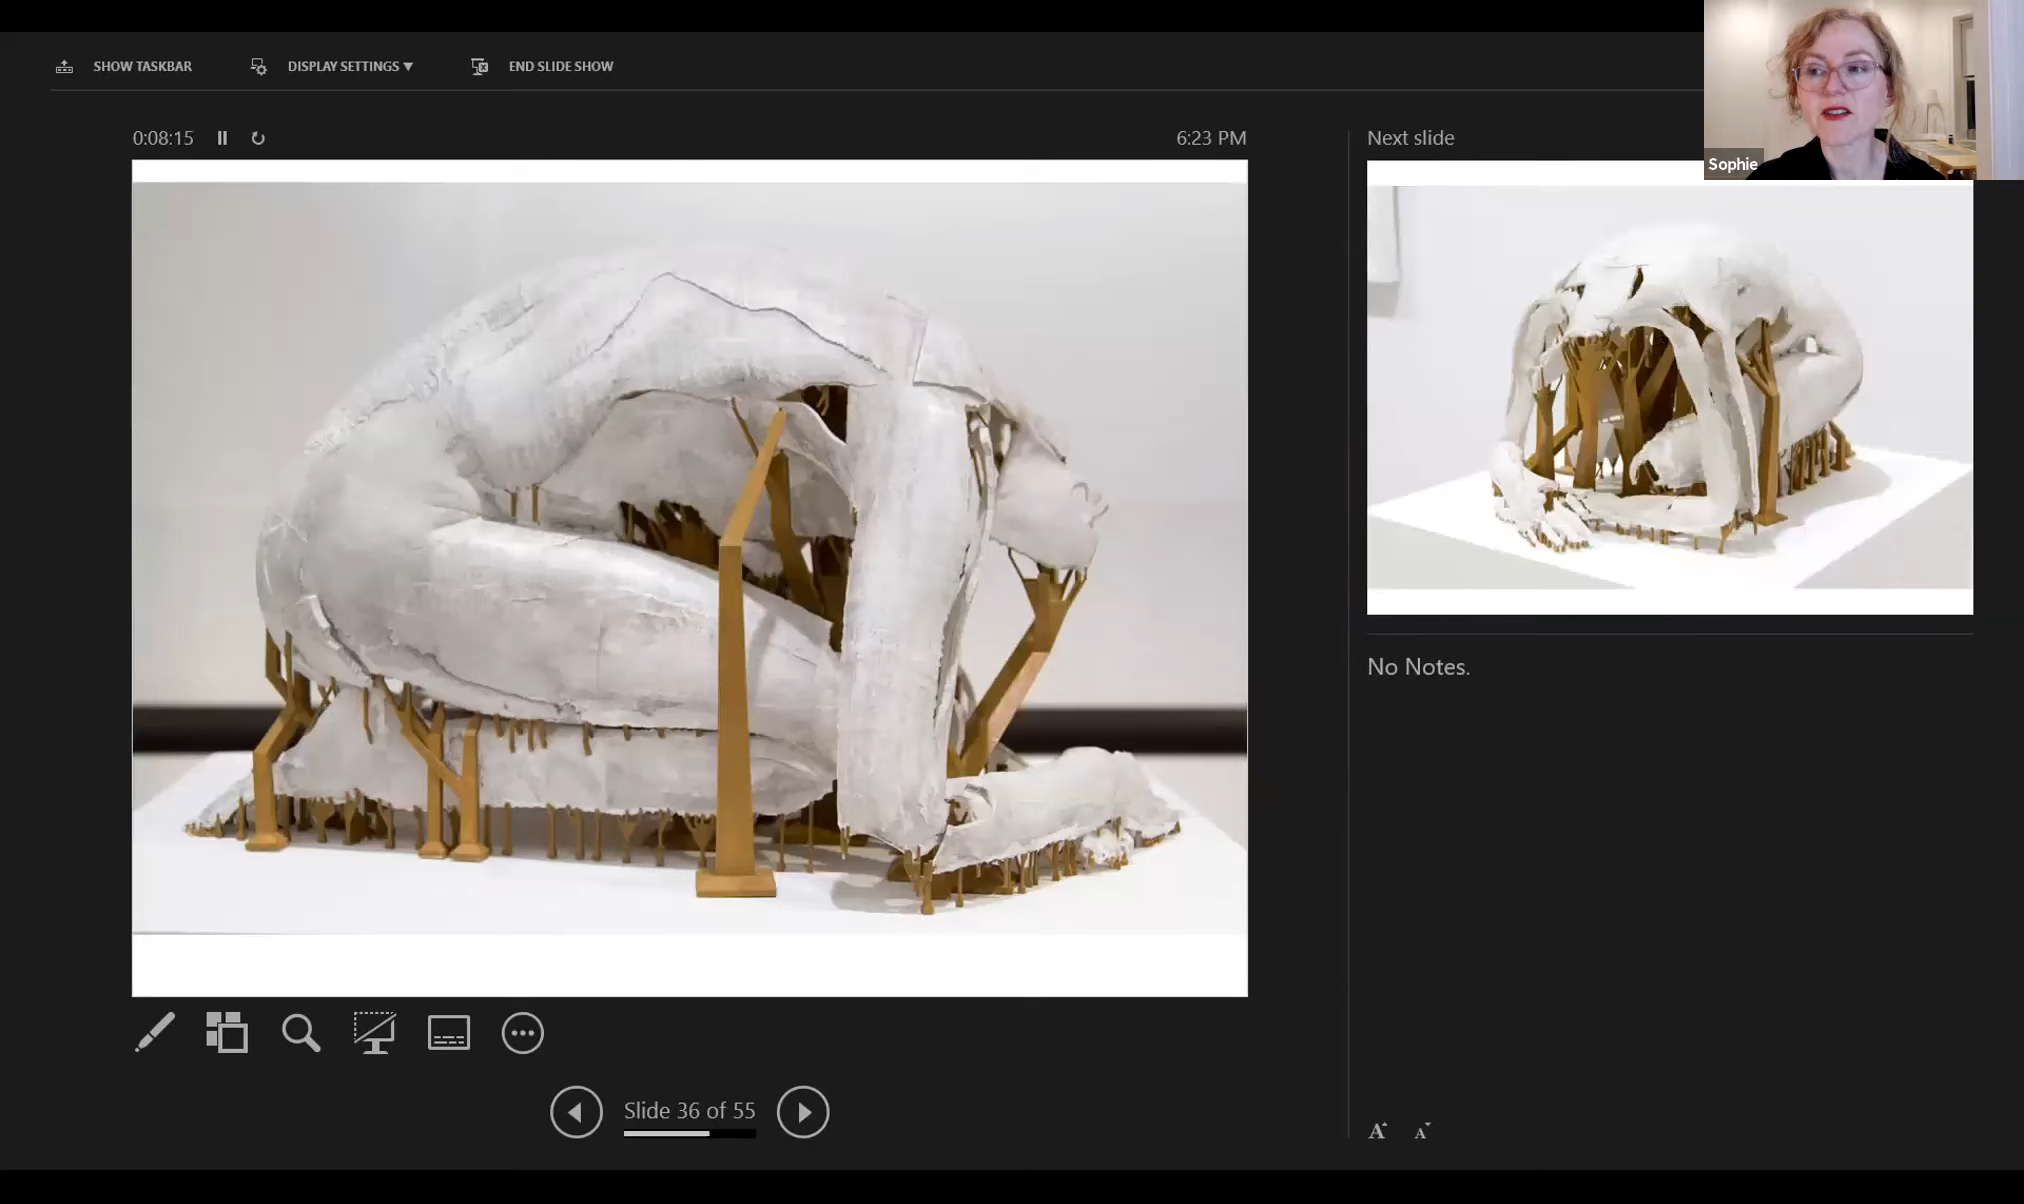 SHOW TASKBAR
DISPLAY SETTINGS ▼
END SLIDE SHOW
0:08:15
6:23 PM
Next slide
Sophie
No Notes.
Slide 36 of 55
A A